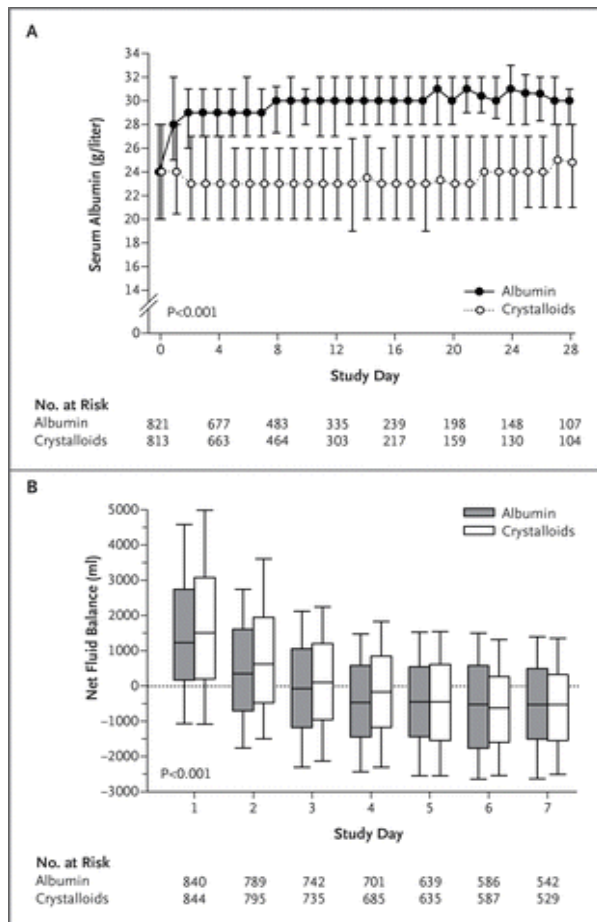 A
34
32
30
28
26
24
22
20
18
16
14
0
Serum Albumin (g/liter)
P<0.001
Albumin
Crystalloids
0 4 8 12 16 20 24 28
Study Day
No. at Risk
Albumin 821 677 483 335 239 198 148 107
Crystalloids 813 663 464 303 217 159 130 104
B
5000
4000
3000
2000
1000
0
−1000
−2000
−3000
Net Fluid Balance (ml)
Albumin
Crystalloids
P<0.001
1 2 3 4 5 6 7
Study Day
No. at Risk
Albumin 840 789 742 701 639 586 542
Crystalloids 844 795 735 685 635 587 529